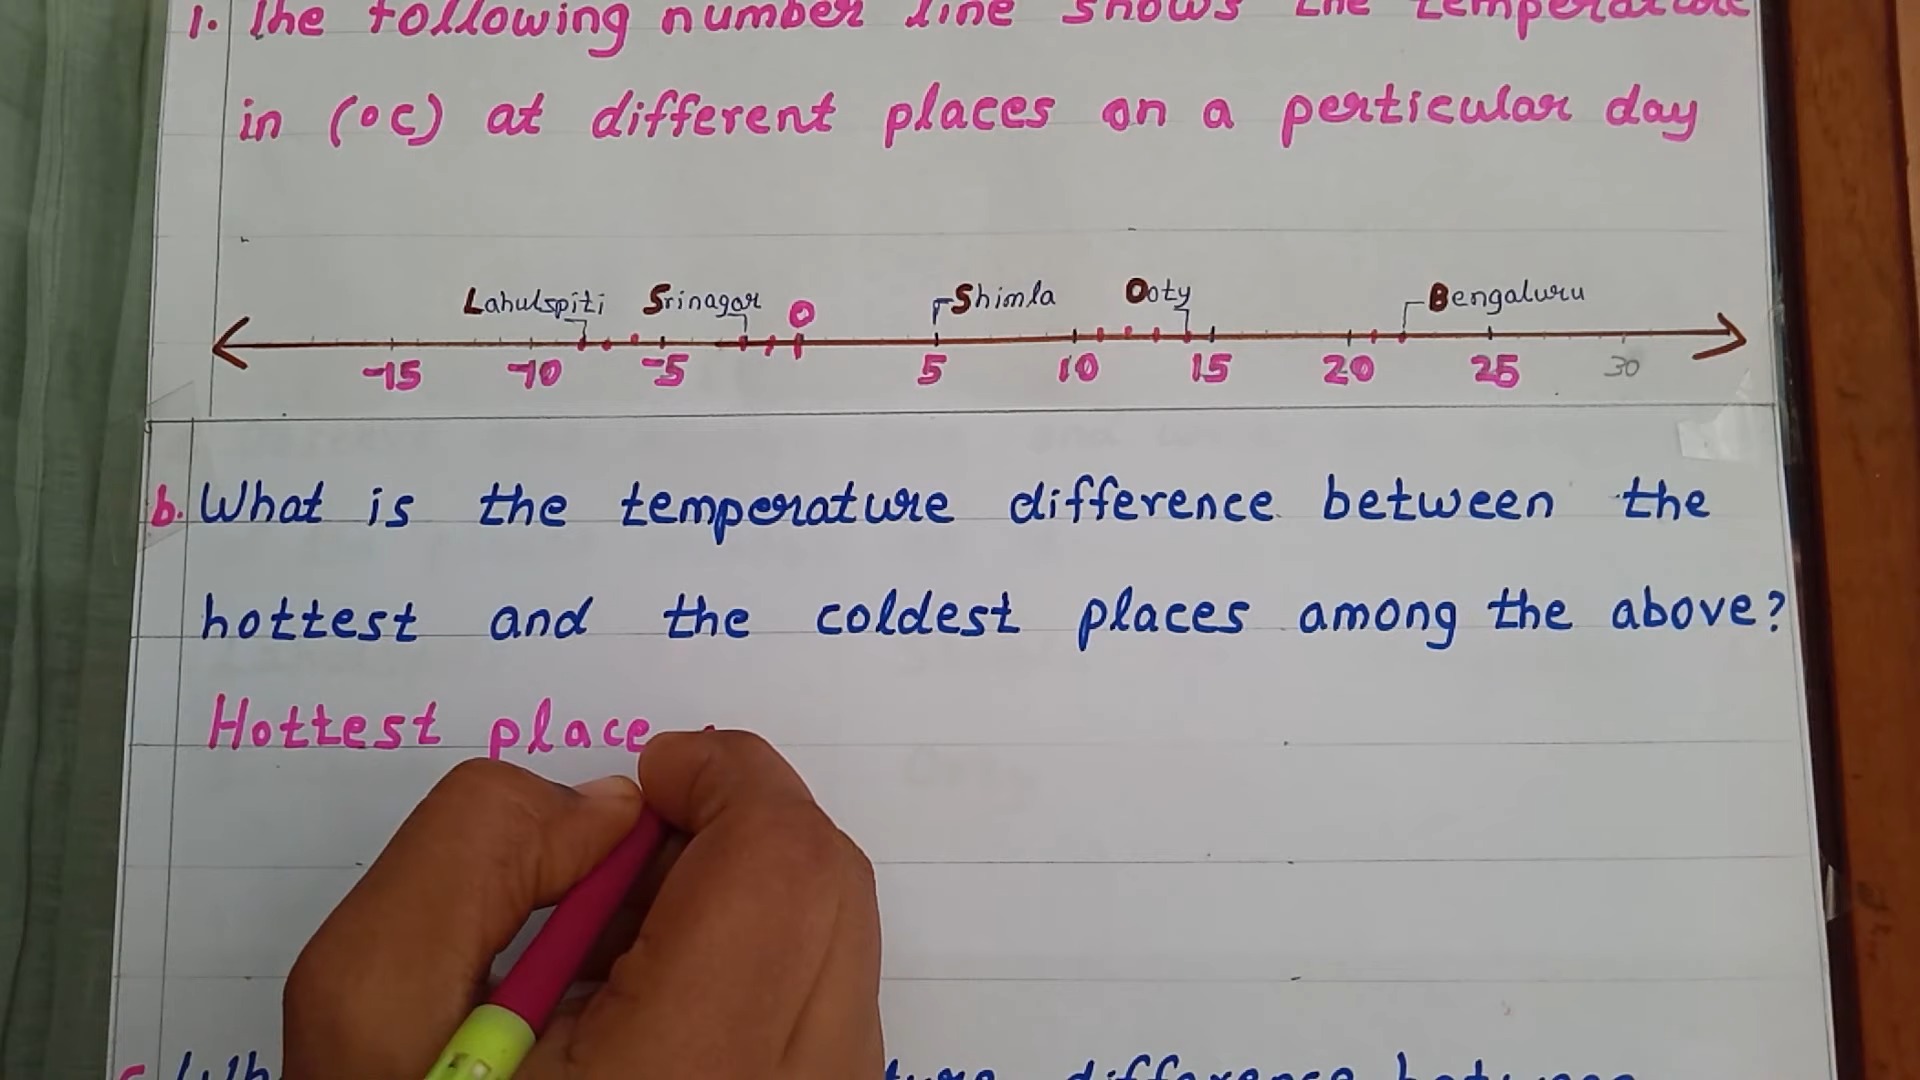 1. The following number line shows the temperature
in (°C) at different places on a perticular day
Lahulspiti Srinagar 0 Shimla Ooty Bengaluru
-15 -10 -5 5 10 15 20 25 30
b. What is the temperature difference between the
hottest and the coldest places among the above?
Hottest place
c. difference between